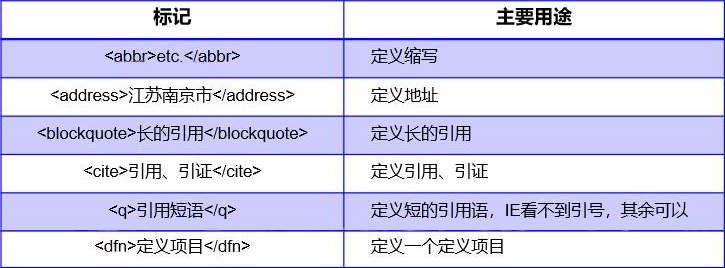 标记 主要用途
<abbr>etc.</abbr> 定义缩写
<address>江苏南京市</address> 定义地址
<blockquote>长的引用</blockquote> 定义长的引用
<cite>引用、引证</cite> 定义引用、引证
<q>引用短语</q> 定义短的引用语，IE看不到引号，其余可以
<dfn>定义项目</dfn> 定义一个定义项目